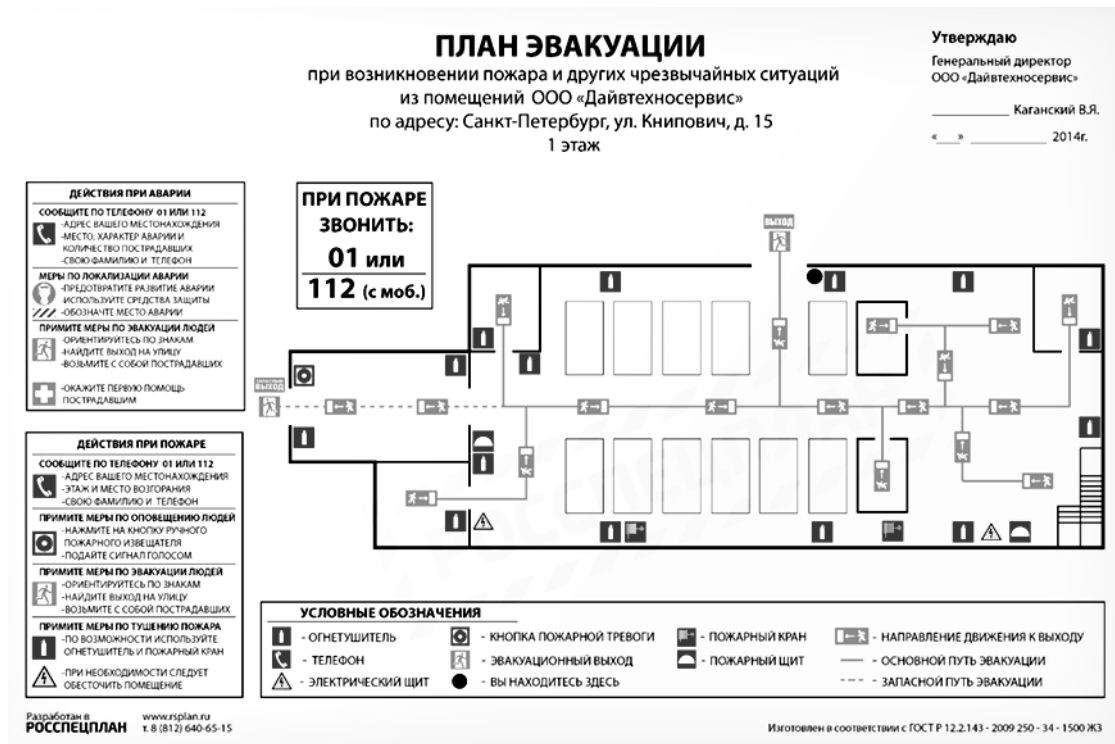 ПЛАН ЭВАКУАЦИИ
при возникновении пожара и других чрезвычайных ситуаций
из помещений ООО «Дайвтехносервис»
по адресу: Санкт-Петербург, ул. Книпович, д. 15
1 этаж
Утверждаю
Генеральный директор
ООО «Дайвтехносервис»
____________ Каганский В.Я.
«___» ____________ 2014г.
ДЕЙСТВИЯ ПРИ АВАРИИ
СООБЩИТЕ ПО ТЕЛЕФОНУ 01 ИЛИ 112
-АДРЕС ВАШЕГО МЕСТОНАХОЖДЕНИЯ
-МЕСТО, ХАРАКТЕР АВАРИИ И
КОЛИЧЕСТВО ПОСТРАДАВШИХ
-СВОЮ ФАМИЛИЮ И ТЕЛЕФОН
МЕРЫ ПО ЛОКАЛИЗАЦИИ АВАРИИ
-ПРЕДОТВРАТИТЕ РАЗВИТИЕ АВАРИИ
-ИСПОЛЬЗУЙТЕ СРЕДСТВА ЗАЩИТЫ
-ОБОЗНАЧТЕ МЕСТО АВАРИИ
ПРИМИТЕ МЕРЫ ПО ЭВАКУАЦИИ ЛЮДЕЙ
-ОРИЕНТИРУЙТЕСЬ ПО ЗНАКАМ
-НАЙДИТЕ ВЫХОД НА УЛИЦУ
-ВОЗЬМИТЕ С СОБОЙ ПОСТРАДАВШИХ
-ОКАЖИТЕ ПЕРВУЮ ПОМОЩЬ
ПОСТРАДАВШИМ
ПРИ ПОЖАРЕ
ЗВОНИТЬ:
01 или
112 (с моб.)
ВЫХОД
ЗАПАСНЫЙ
ВЫХОД
ДЕЙСТВИЯ ПРИ ПОЖАРЕ
СООБЩИТЕ ПО ТЕЛЕФОНУ 01 ИЛИ 112
-АДРЕС ВАШЕГО МЕСТОНАХОЖДЕНИЯ
-ЭТАЖ И МЕСТО ВОЗГОРАНИЯ
-СВОЮ ФАМИЛИЮ И ТЕЛЕФОН
ПРИМИТЕ МЕРЫ ПО ОПОВЕЩЕНИЮ ЛЮДЕЙ
-НАЖМИТЕ НА КНОПКУ РУЧНОГО
ПОЖАРНОГО ИЗВЕЩАТЕЛЯ
-ПОДАЙТЕ СИГНАЛ ГОЛОСОМ
ПРИМИТЕ МЕРЫ ПО ЭВАКУАЦИИ ЛЮДЕЙ
-ОРИЕНТИРУЙТЕСЬ ПО ЗНАКАМ
-НАЙДИТЕ ВЫХОД НА УЛИЦУ
-ВОЗЬМИТЕ С СОБОЙ ПОСТРАДАВШИХ
ПРИМИТЕ МЕРЫ ПО ТУШЕНИЮ ПОЖАРА
-ПО ВОЗМОЖНОСТИ ИСПОЛЬЗУЙТЕ
ОГНЕТУШИТЕЛЬ И ПОЖАРНЫЙ КРАН
-ПРИ НЕОБХОДИМОСТИ СЛЕДУЕТ
ОБЕСТОЧИТЬ ПОМЕЩЕНИЕ
РОССПЕЦПЛАН
УСЛОВНЫЕ ОБОЗНАЧЕНИЯ
- ОГНЕТУШИТЕЛЬ
- ТЕЛЕФОН
- ЭЛЕКТРИЧЕСКИЙ ЩИТ
- КНОПКА ПОЖАРНОЙ ТРЕВОГИ
- ЭВАКУАЦИОННЫЙ ВЫХОД
- ВЫ НАХОДИТЕСЬ ЗДЕСЬ
- ПОЖАРНЫЙ КРАН
- ПОЖАРНЫЙ ЩИТ
- НАПРАВЛЕНИЕ ДВИЖЕНИЯ К ВЫХОДУ
- ОСНОВНОЙ ПУТЬ ЭВАКУАЦИИ
- ЗАПАСНОЙ ПУТЬ ЭВАКУАЦИИ
Разработан в
РОССПЕЦПЛАН
www.rsplan.ru
т. 8 (812) 640-65-15
Изготовлен в соответствии с ГОСТ Р 12.2.143 - 2009 250 - 34 - 1500 ЖЗ